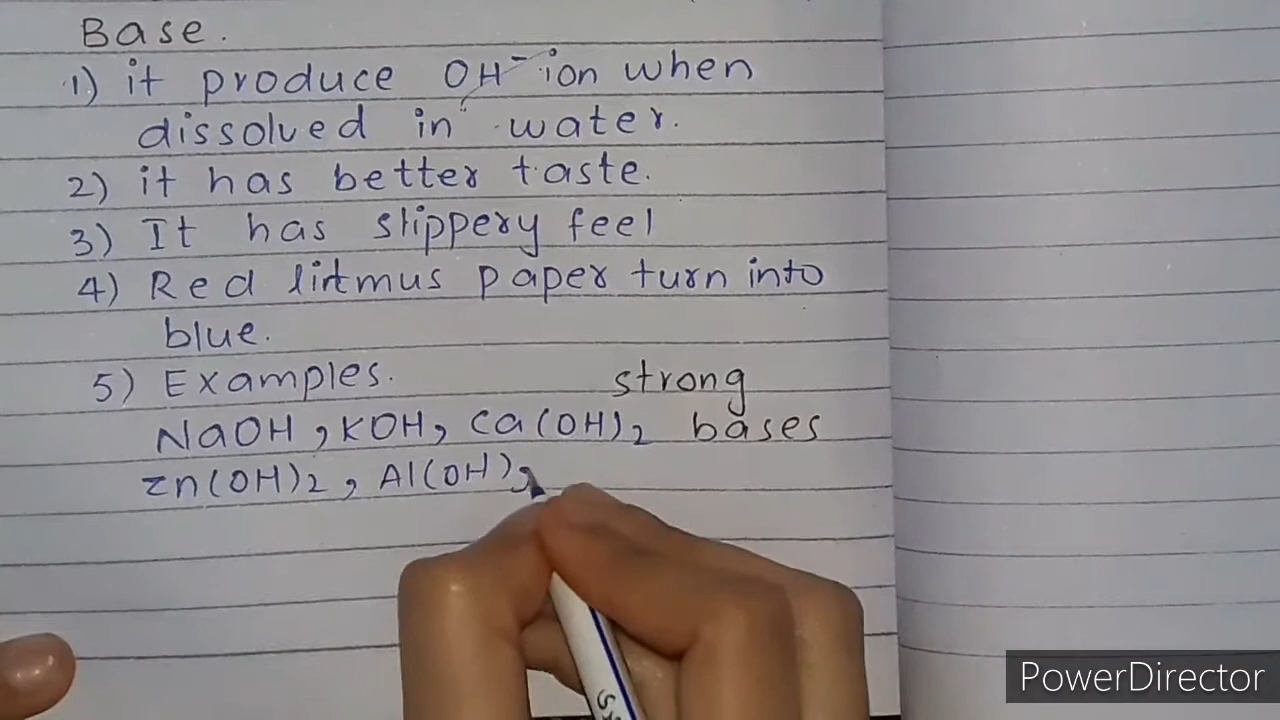 Base.
1) it produce OH⁻ ion when
dissolved in water.
2) it has better taste.
3) It has slippery feel
4) Red litmus paper turn into
blue.
5) Examples.
strong
NaOH, KOH, Ca(OH)₂ bases
Zn(OH)₂, Al(OH)
PowerDirector